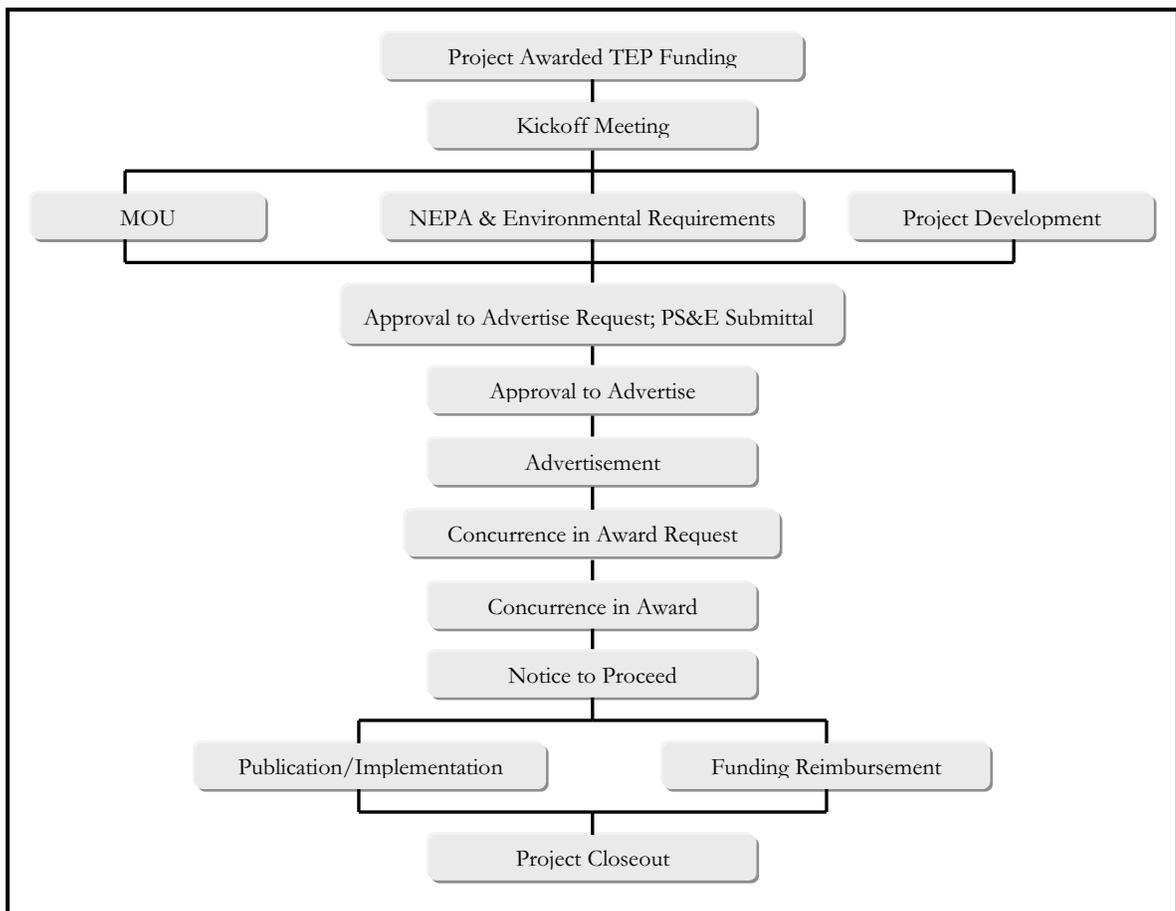 Project Awarded TEP Funding
Kickoff Meeting
MOU
NEPA & Environmental Requirements
Project Development
Approval to Advertise Request; PS&E Submittal
Approval to Advertise
Advertisement
Concurrence in Award Request
Concurrence in Award
Notice to Proceed
Publication/Implementation
Funding Reimbursement
Project Closeout